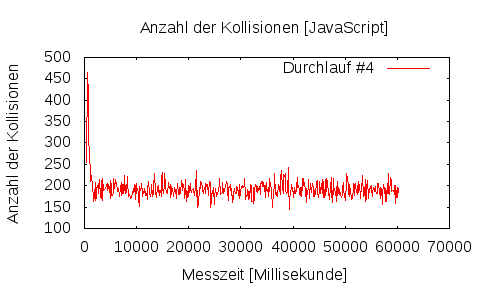 Anzahl der Kollisionen [JavaScript]
Durchlauf #4
Anzahl der Kollisionen
500
450
400
350
300
250
200
150
100
0 10000 20000 30000 40000 50000 60000 70000
Messzeit [Millisekunde]